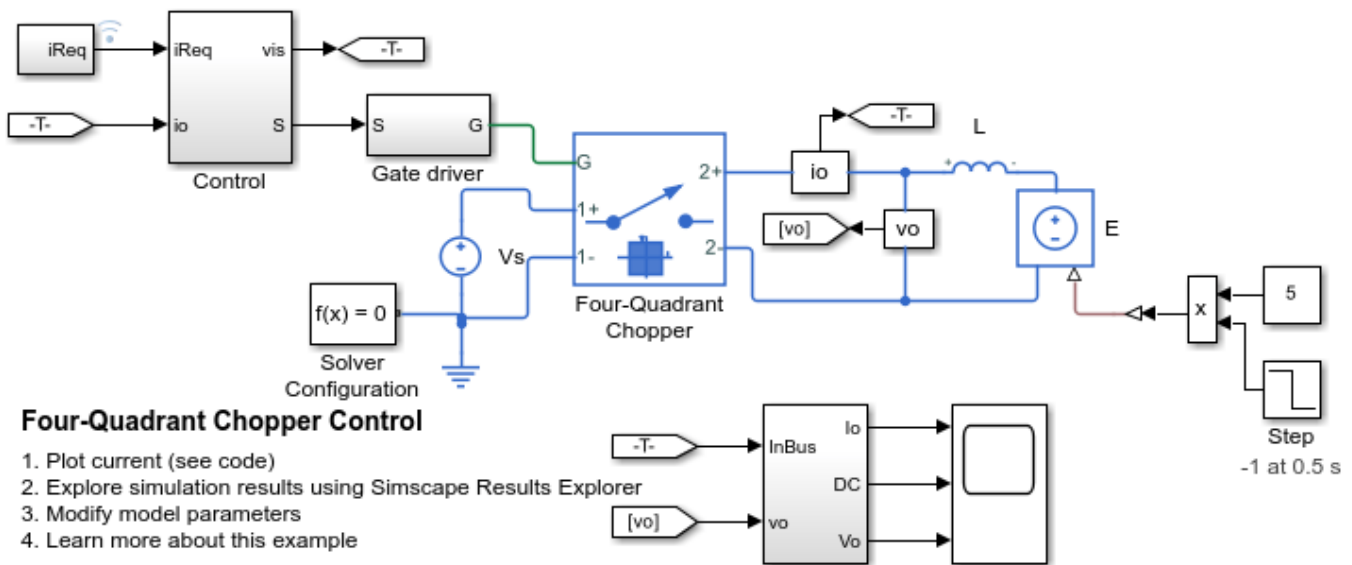 iReq
iReq
vis
-T-
-T-
io
S
Control
S
G
Gate driver
-T-
L
+
-
G
2+
io
1+
[vo]
vo
E
1-
2-
Vs
+
−
+
−
Four-Quadrant
Chopper
f(x) = 0
Solver
Configuration
x
5
Step
-1 at 0.5 s
Four-Quadrant Chopper Control
1. Plot current (see code)
2. Explore simulation results using Simscape Results Explorer
3. Modify model parameters
4. Learn more about this example
-T-
InBus
Io
DC
[vo]
vo
Vo